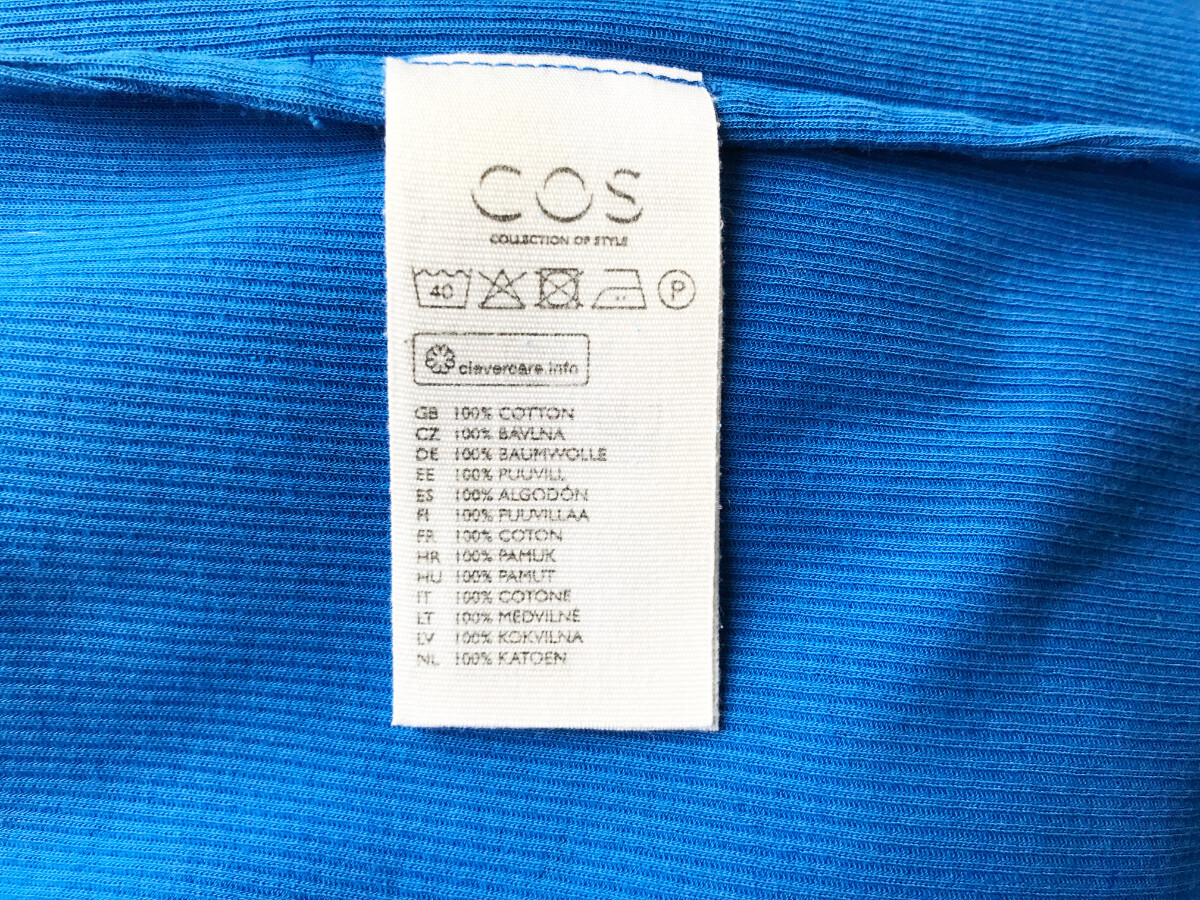 COS
COLLECTION OF STYLE
40 P
clevercare.info
GB 100% COTTON
CZ 100% BAVLNA
DE 100% BAUMWOLLE
EE 100% PUUVILL
ES 100% ALGODÓN
FI 100% PUUVILLAA
FR 100% COTON
HR 100% PAMUK
HU 100% PAMUT
IT 100% COTONE
LT 100% MEDVILNĖ
LV 100% KOKVILNA
NL 100% KATOEN